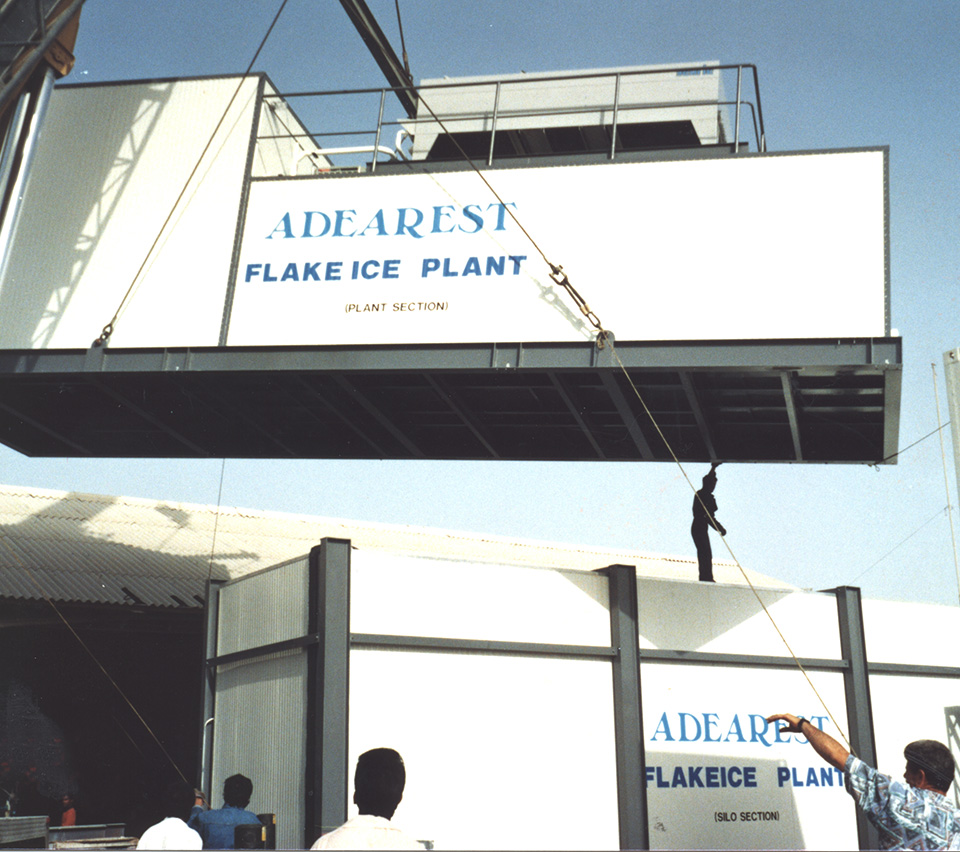 ADEAREST
FLAKE ICE PLANT
(PLANT SECTION)
ADEAREST
FLAKEICE PLANT
(SILO SECTION)